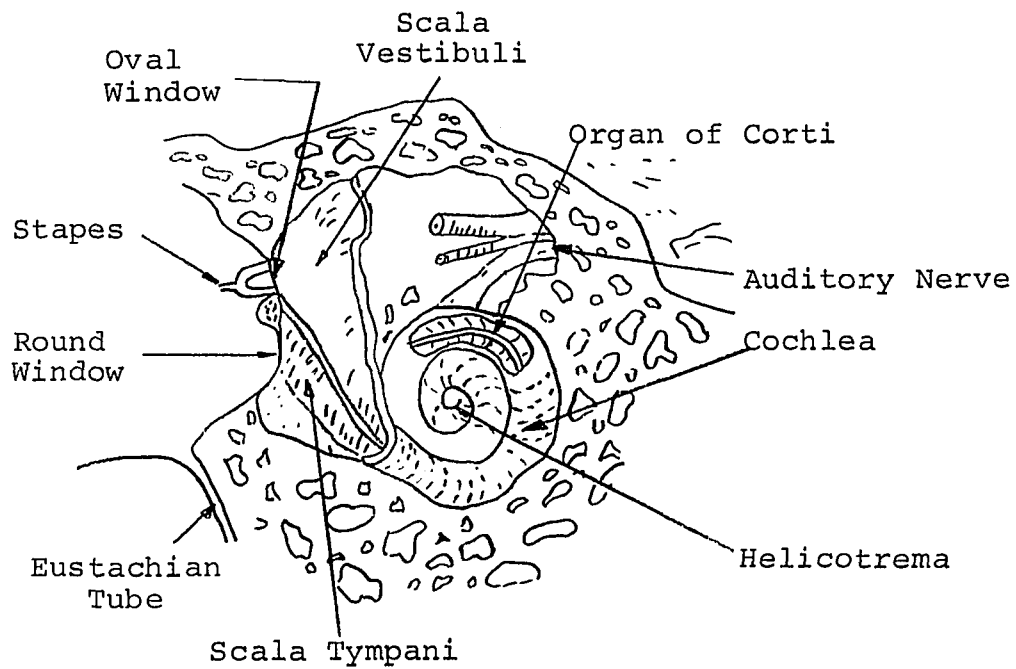 Scala
Vestibuli
Oval
Window
Organ of Corti
Stapes
Auditory Nerve
Round
Window
Cochlea
Helicotrema
Eustachian
Tube
Scala Tympani